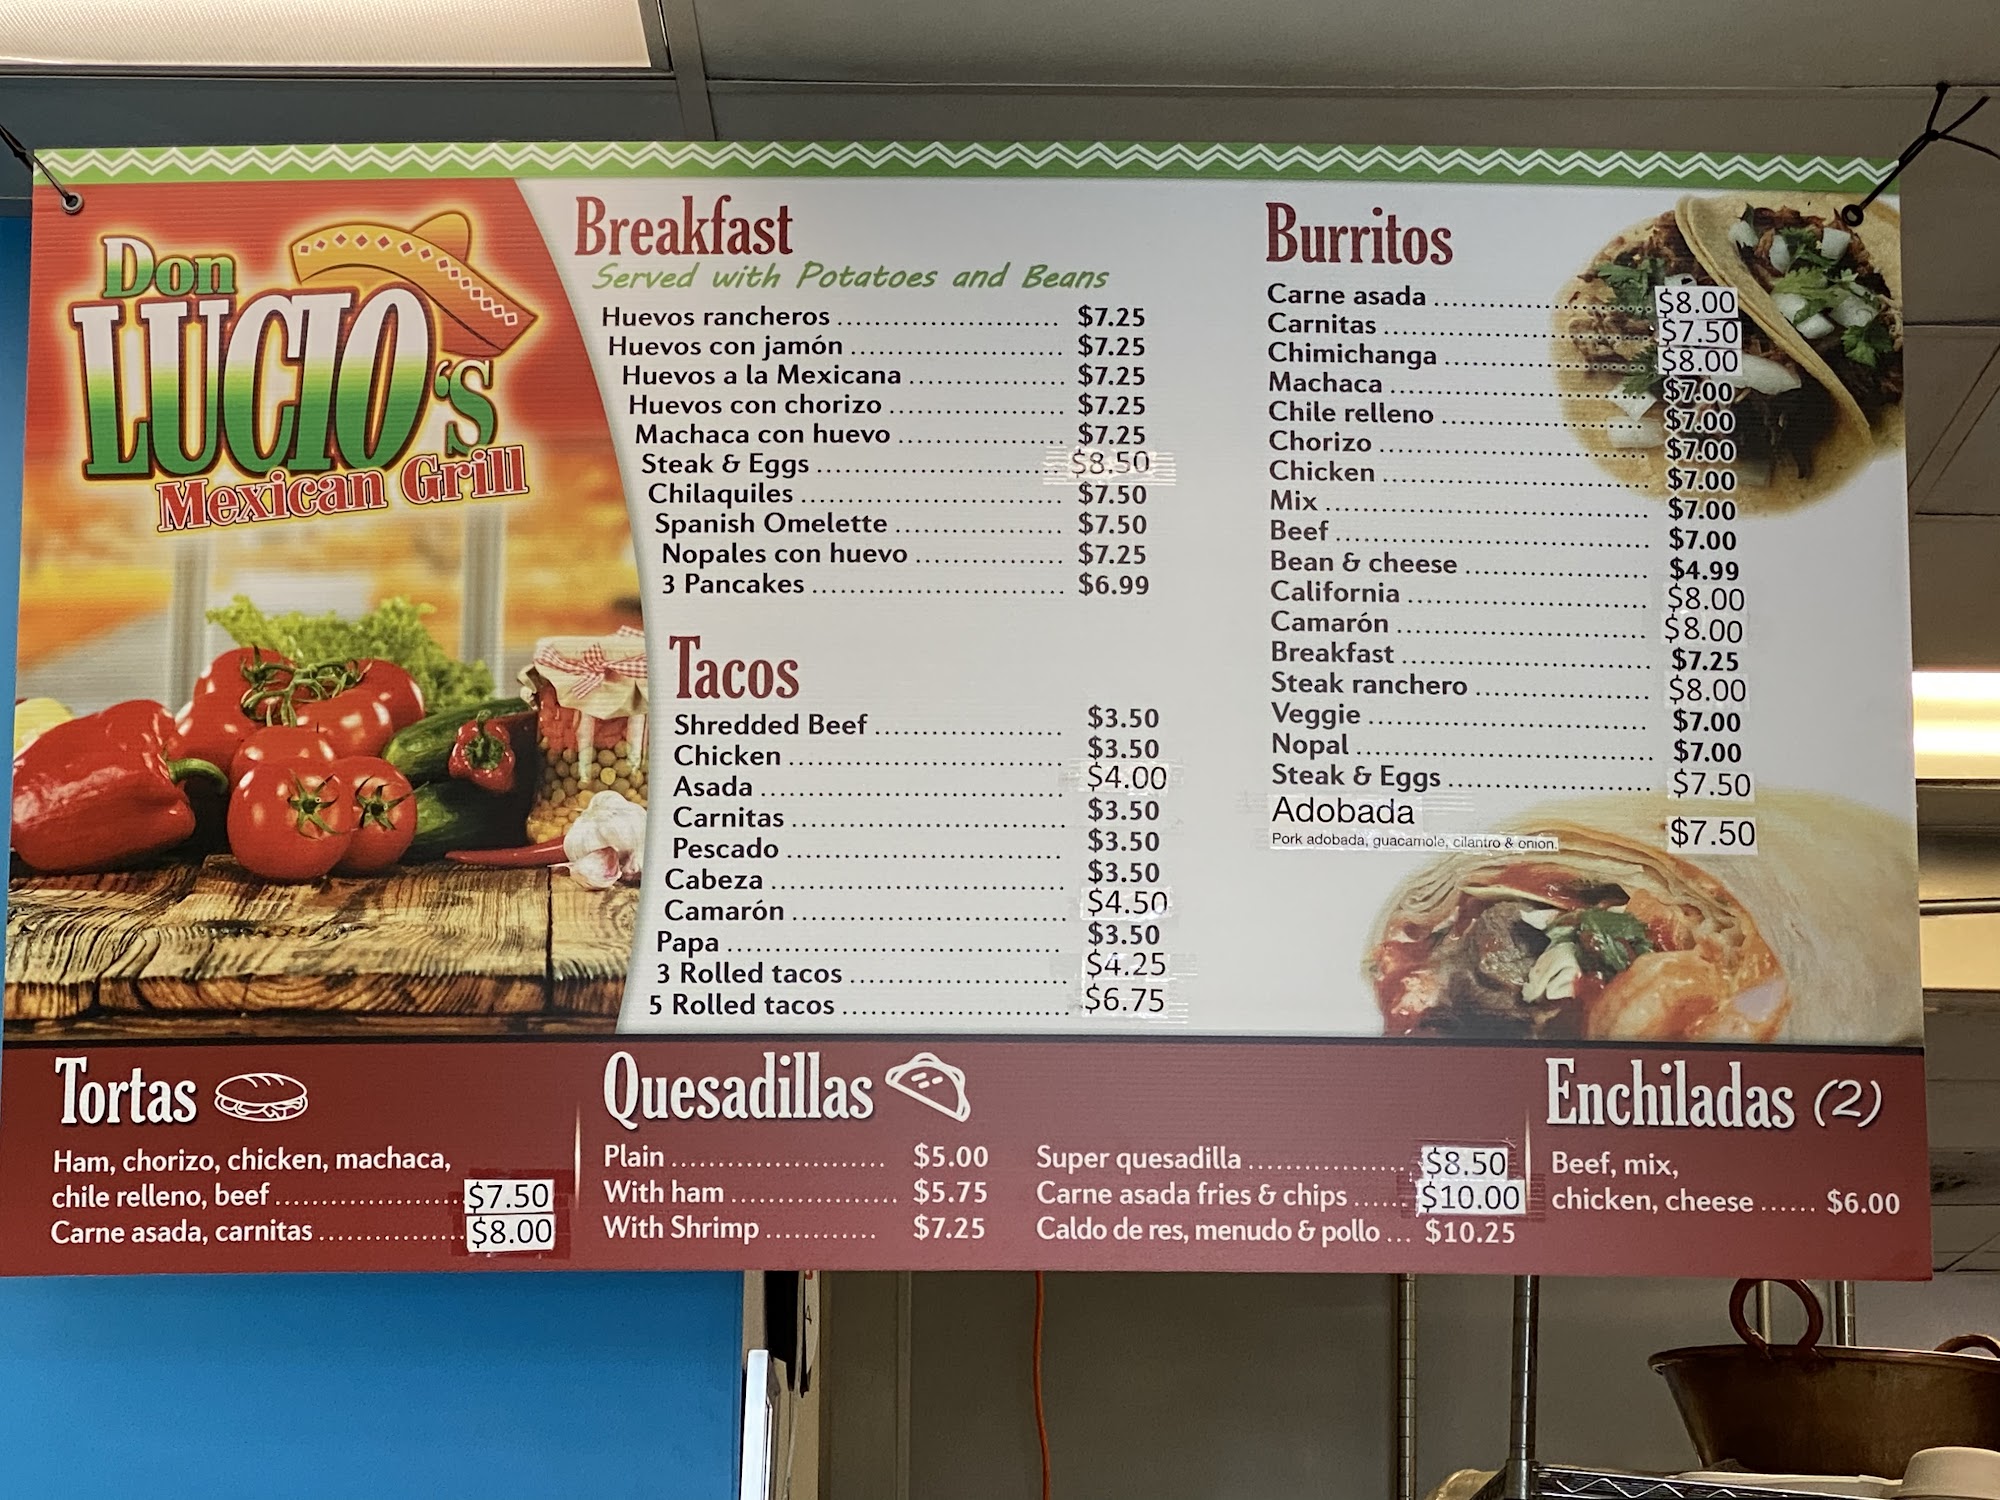 Don
LUCIO's
Mexican Grill
Breakfast
Served with Potatoes and Beans
Huevos rancheros ........................ $7.25
Huevos con jamón ........................ $7.25
Huevos a la Mexicana ................. $7.25
Huevos con chorizo ................... $7.25
Machaca con huevo .................. $7.25
Steak & Eggs ........................... $8.50
Chilaquiles ............................. $7.50
Spanish Omelette .................. $7.50
Nopales con huevo ................ $7.25
3 Pancakes ............................ $6.99
Tacos
Shredded Beef .................... $3.50
Chicken ............................. $3.50
Asada ................................ $4.00
Carnitas ............................. $3.50
Pescado ............................. $3.50
Cabeza ............................... $3.50
Camarón ............................ $4.50
Papa ................................... $3.50
3 Rolled tacos ....................... $4.25
5 Rolled tacos ........................ $6.75
Burritos
Carne asada ........................ $8.00
Carnitas ............................. $7.50
Chimichanga ...................... $8.00
Machaca ............................ $7.00
Chile relleno ...................... $7.00
Chorizo ............................. $7.00
Chicken ............................. $7.00
Mix .................................... $7.00
Beef ................................... $7.00
Bean & cheese .................... $4.99
California ........................... $8.00
Camarón ............................ $8.00
Breakfast ........................... $7.25
Steak ranchero ................... $8.00
Veggie ............................... $7.00
Nopal ................................. $7.00
Steak & Eggs ...................... $7.50
Adobada $7.50
Pork adobada, guacamole, cilantro & onion.
Tortas
Ham, chorizo, chicken, machaca,
chile relleno, beef .................... $7.50
Carne asada, carnitas ................ $8.00
Quesadillas
Plain ........................ $5.00
With ham .................. $5.75
With Shrimp ............ $7.25
Super quesadilla ................. $8.50
Carne asada fries & chips ...... $10.00
Caldo de res, menudo & pollo ... $10.25
Enchiladas (2)
Beef, mix,
chicken, cheese ...... $6.00